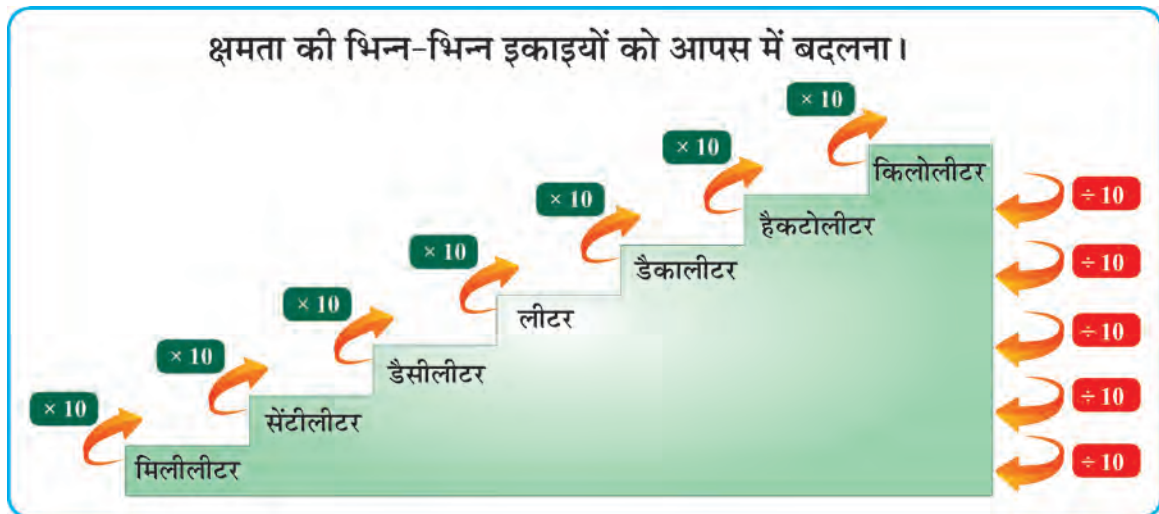 क्षमता की भिन्न-भिन्न इकाइयों को आपस में बदलना।
× 10
किलोलीटर
÷ 10
× 10
हैकटोलीटर
× 10
डैकालीटर
÷ 10
× 10
लीटर
÷ 10
× 10
डैसीलीटर
× 10
सेंटीलीटर
÷ 10
× 10
मिलीलीटर
÷ 10